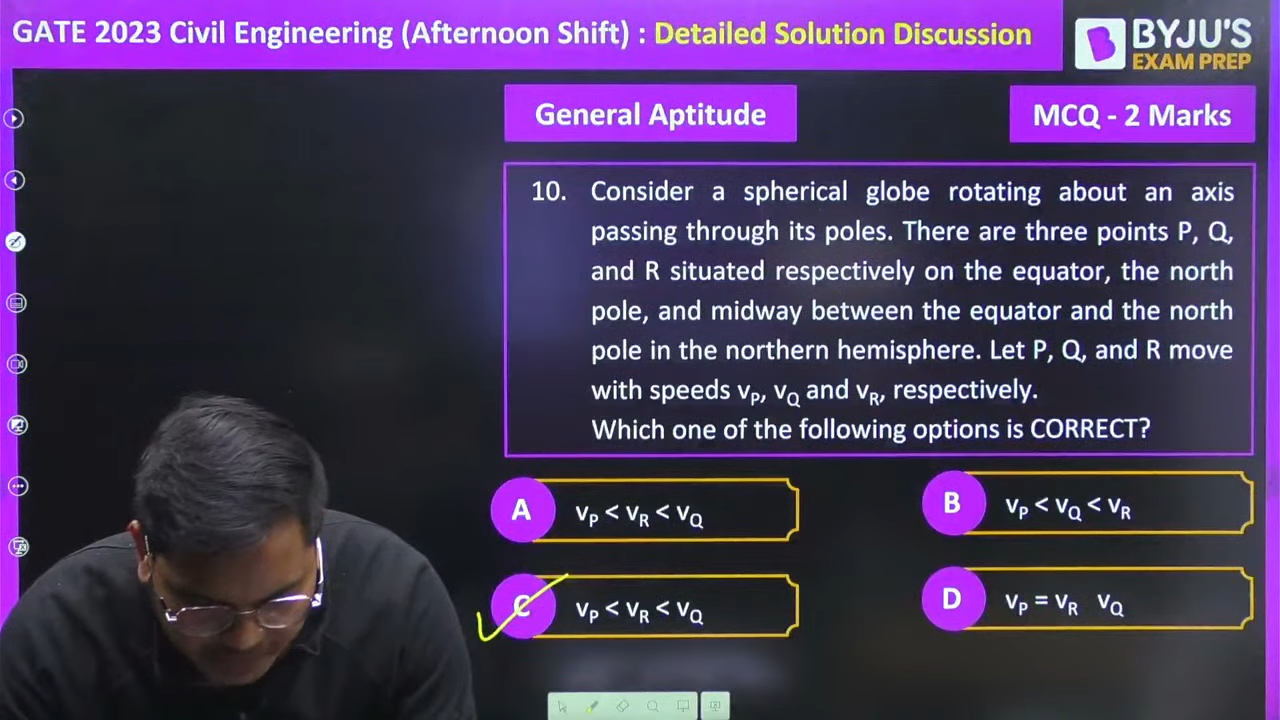 GATE 2023 Civil Engineering (Afternoon Shift) : Detailed Solution Discussion
BYJU'S
EXAM PREP
General Aptitude
MCQ - 2 Marks
10. Consider a spherical globe rotating about an axis
passing through its poles. There are three points P, Q,
and R situated respectively on the equator, the north
pole, and midway between the equator and the north
pole in the northern hemisphere. Let P, Q, and R move
with speeds vP, vQ and vR, respectively.
Which one of the following options is CORRECT?
A vP < vR < vQ
B vP < vQ < vR
C vP < vR < vQ
D vP = vR vQ